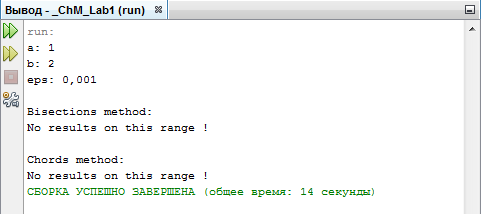 Вывод - _ChM_Lab1 (run)
run:
a: 1
b: 2
eps: 0,001
Bisections method:
No results on this range !
Chords method:
No results on this range !
СБОРКА УСПЕШНО ЗАВЕРШЕНА (общее время: 14 секунды)